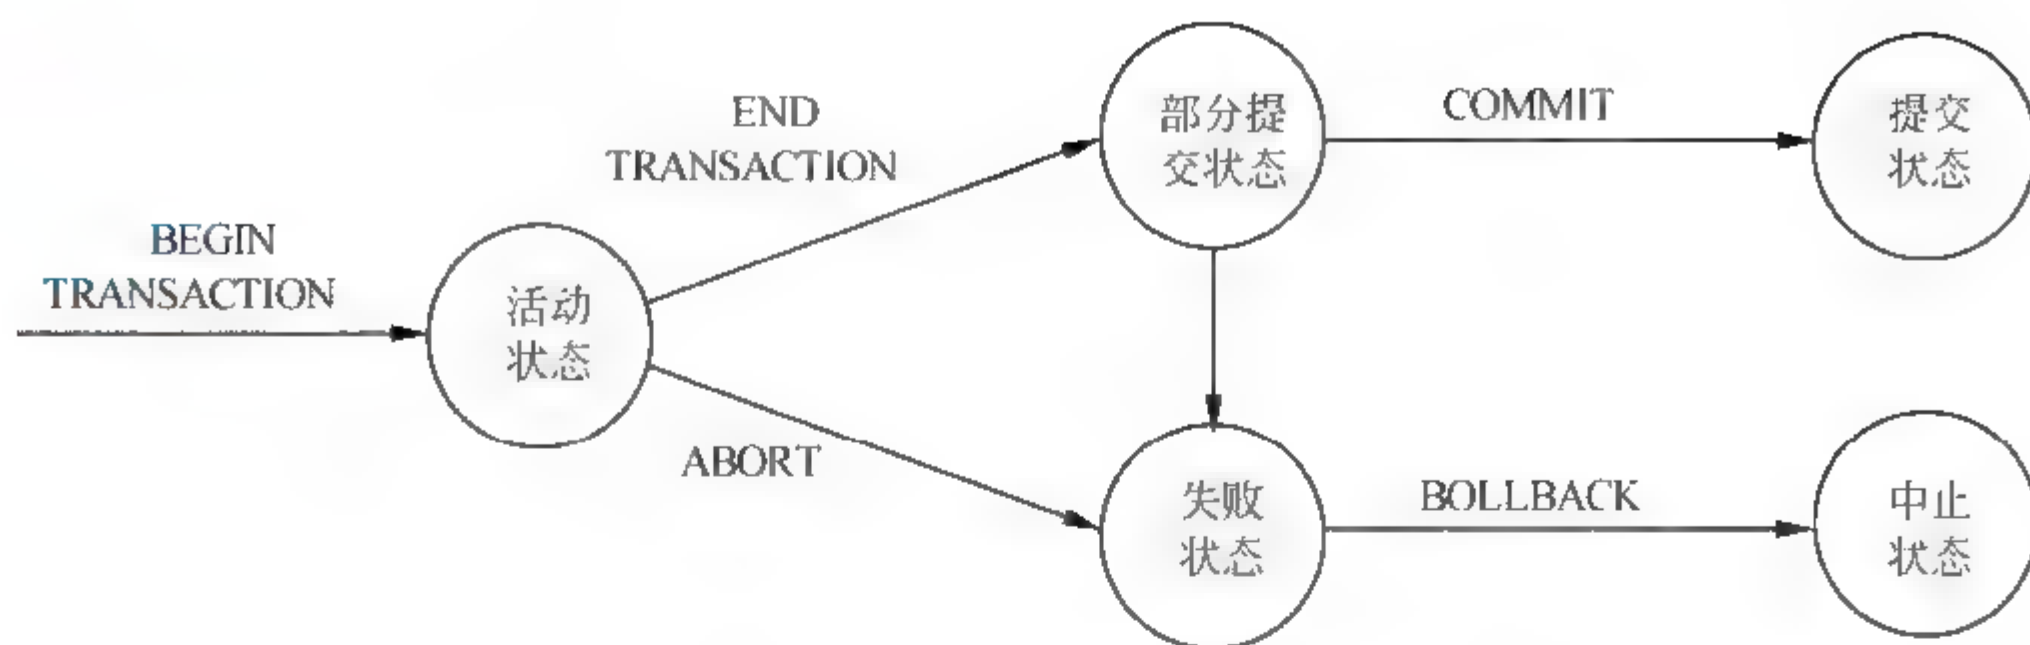 BEGIN
TRANSACTION
活动
状态
END
TRANSACTION
ABORT
部分提
交状态
COMMIT
提交
状态
失败
状态
BOLLBACK
中止
状态